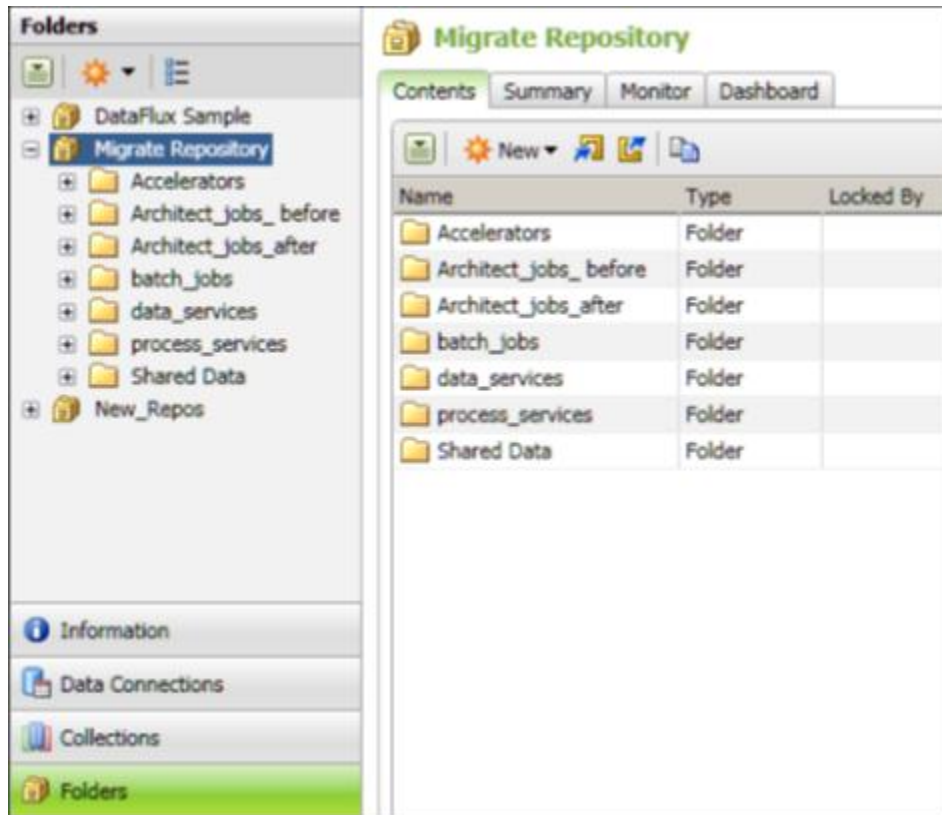 Folders
DataFlux Sample
Migrate Repository
Accelerators
Architect_jobs_ before
Architect_jobs_after
batch_jobs
data_services
process_services
Shared Data
New_Repos
Information
Data Connections
Collections
Folders
Migrate Repository
Contents Summary Monitor Dashboard
New
Name Type Locked By
Accelerators Folder
Architect_jobs_ before Folder
Architect_jobs_after Folder
batch_jobs Folder
data_services Folder
process_services Folder
Shared Data Folder